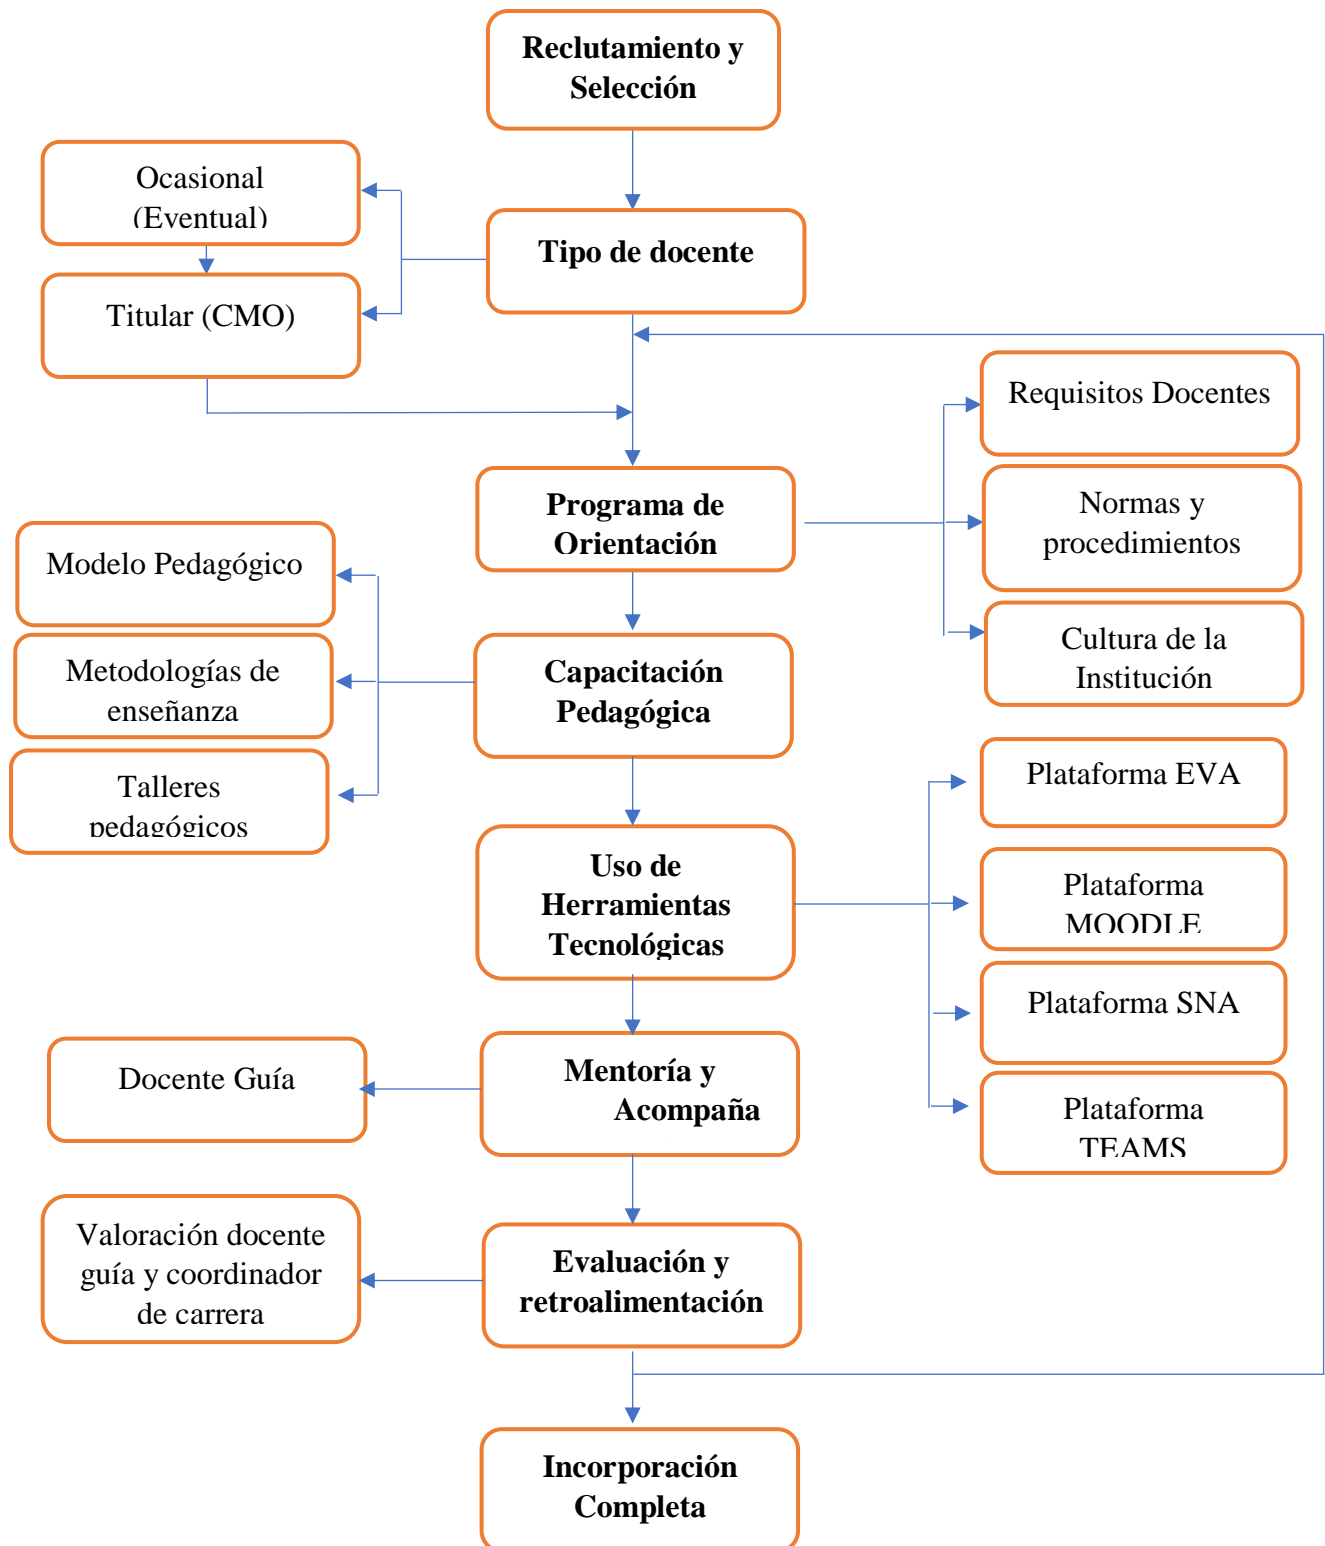 Reclutamiento y
Selección
Ocasional
(Eventual)
Tipo de docente
Titular (CMO)
Requisitos Docentes
Programa de
Orientación
Normas y
procedimientos
Modelo Pedagógico
Cultura de la
Institución
Metodologías de
enseñanza
Capacitación
Pedagógica
Talleres
pedagógicos
Plataforma EVA
Uso de
Herramientas
Tecnológicas
Plataforma
MOODLE
Plataforma SNA
Docente Guía
Mentoría y
Acompaña
Plataforma
TEAMS
Valoración docente
guía y coordinador
de carrera
Evaluación y
retroalimentación
Incorporación
Completa